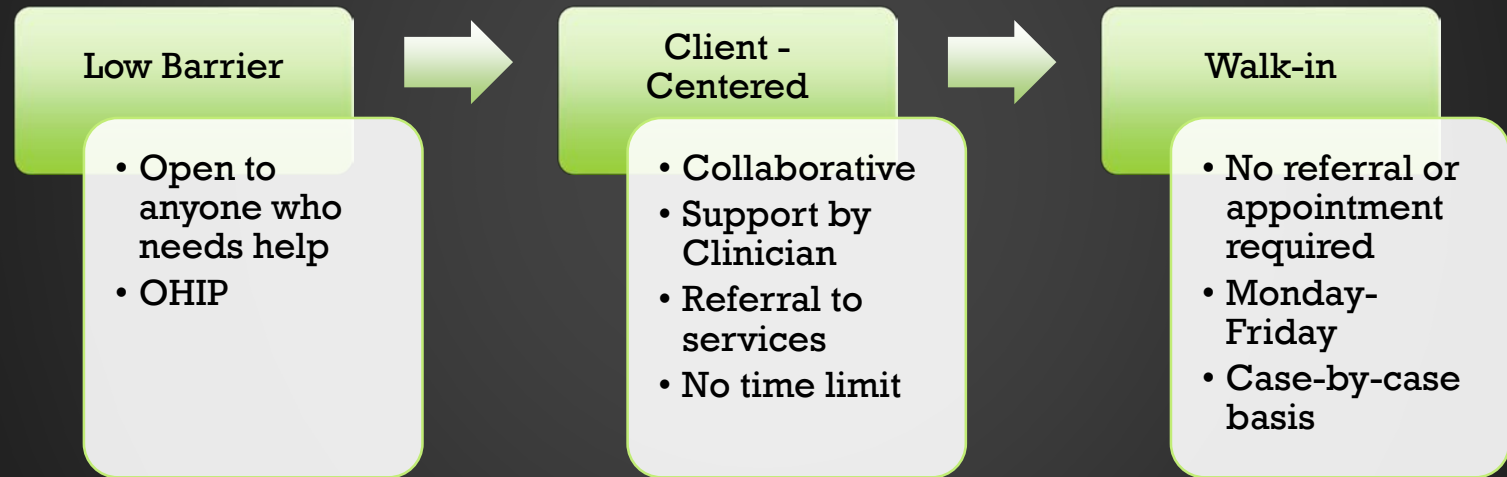 Low Barrier
• Open to
anyone who
needs help
• OHIP
Client -
Centered
• Collaborative
• Support by
Clinician
• Referral to
services
• No time limit
Walk-in
• No referral or
appointment
required
• Monday-
Friday
• Case-by-case
basis